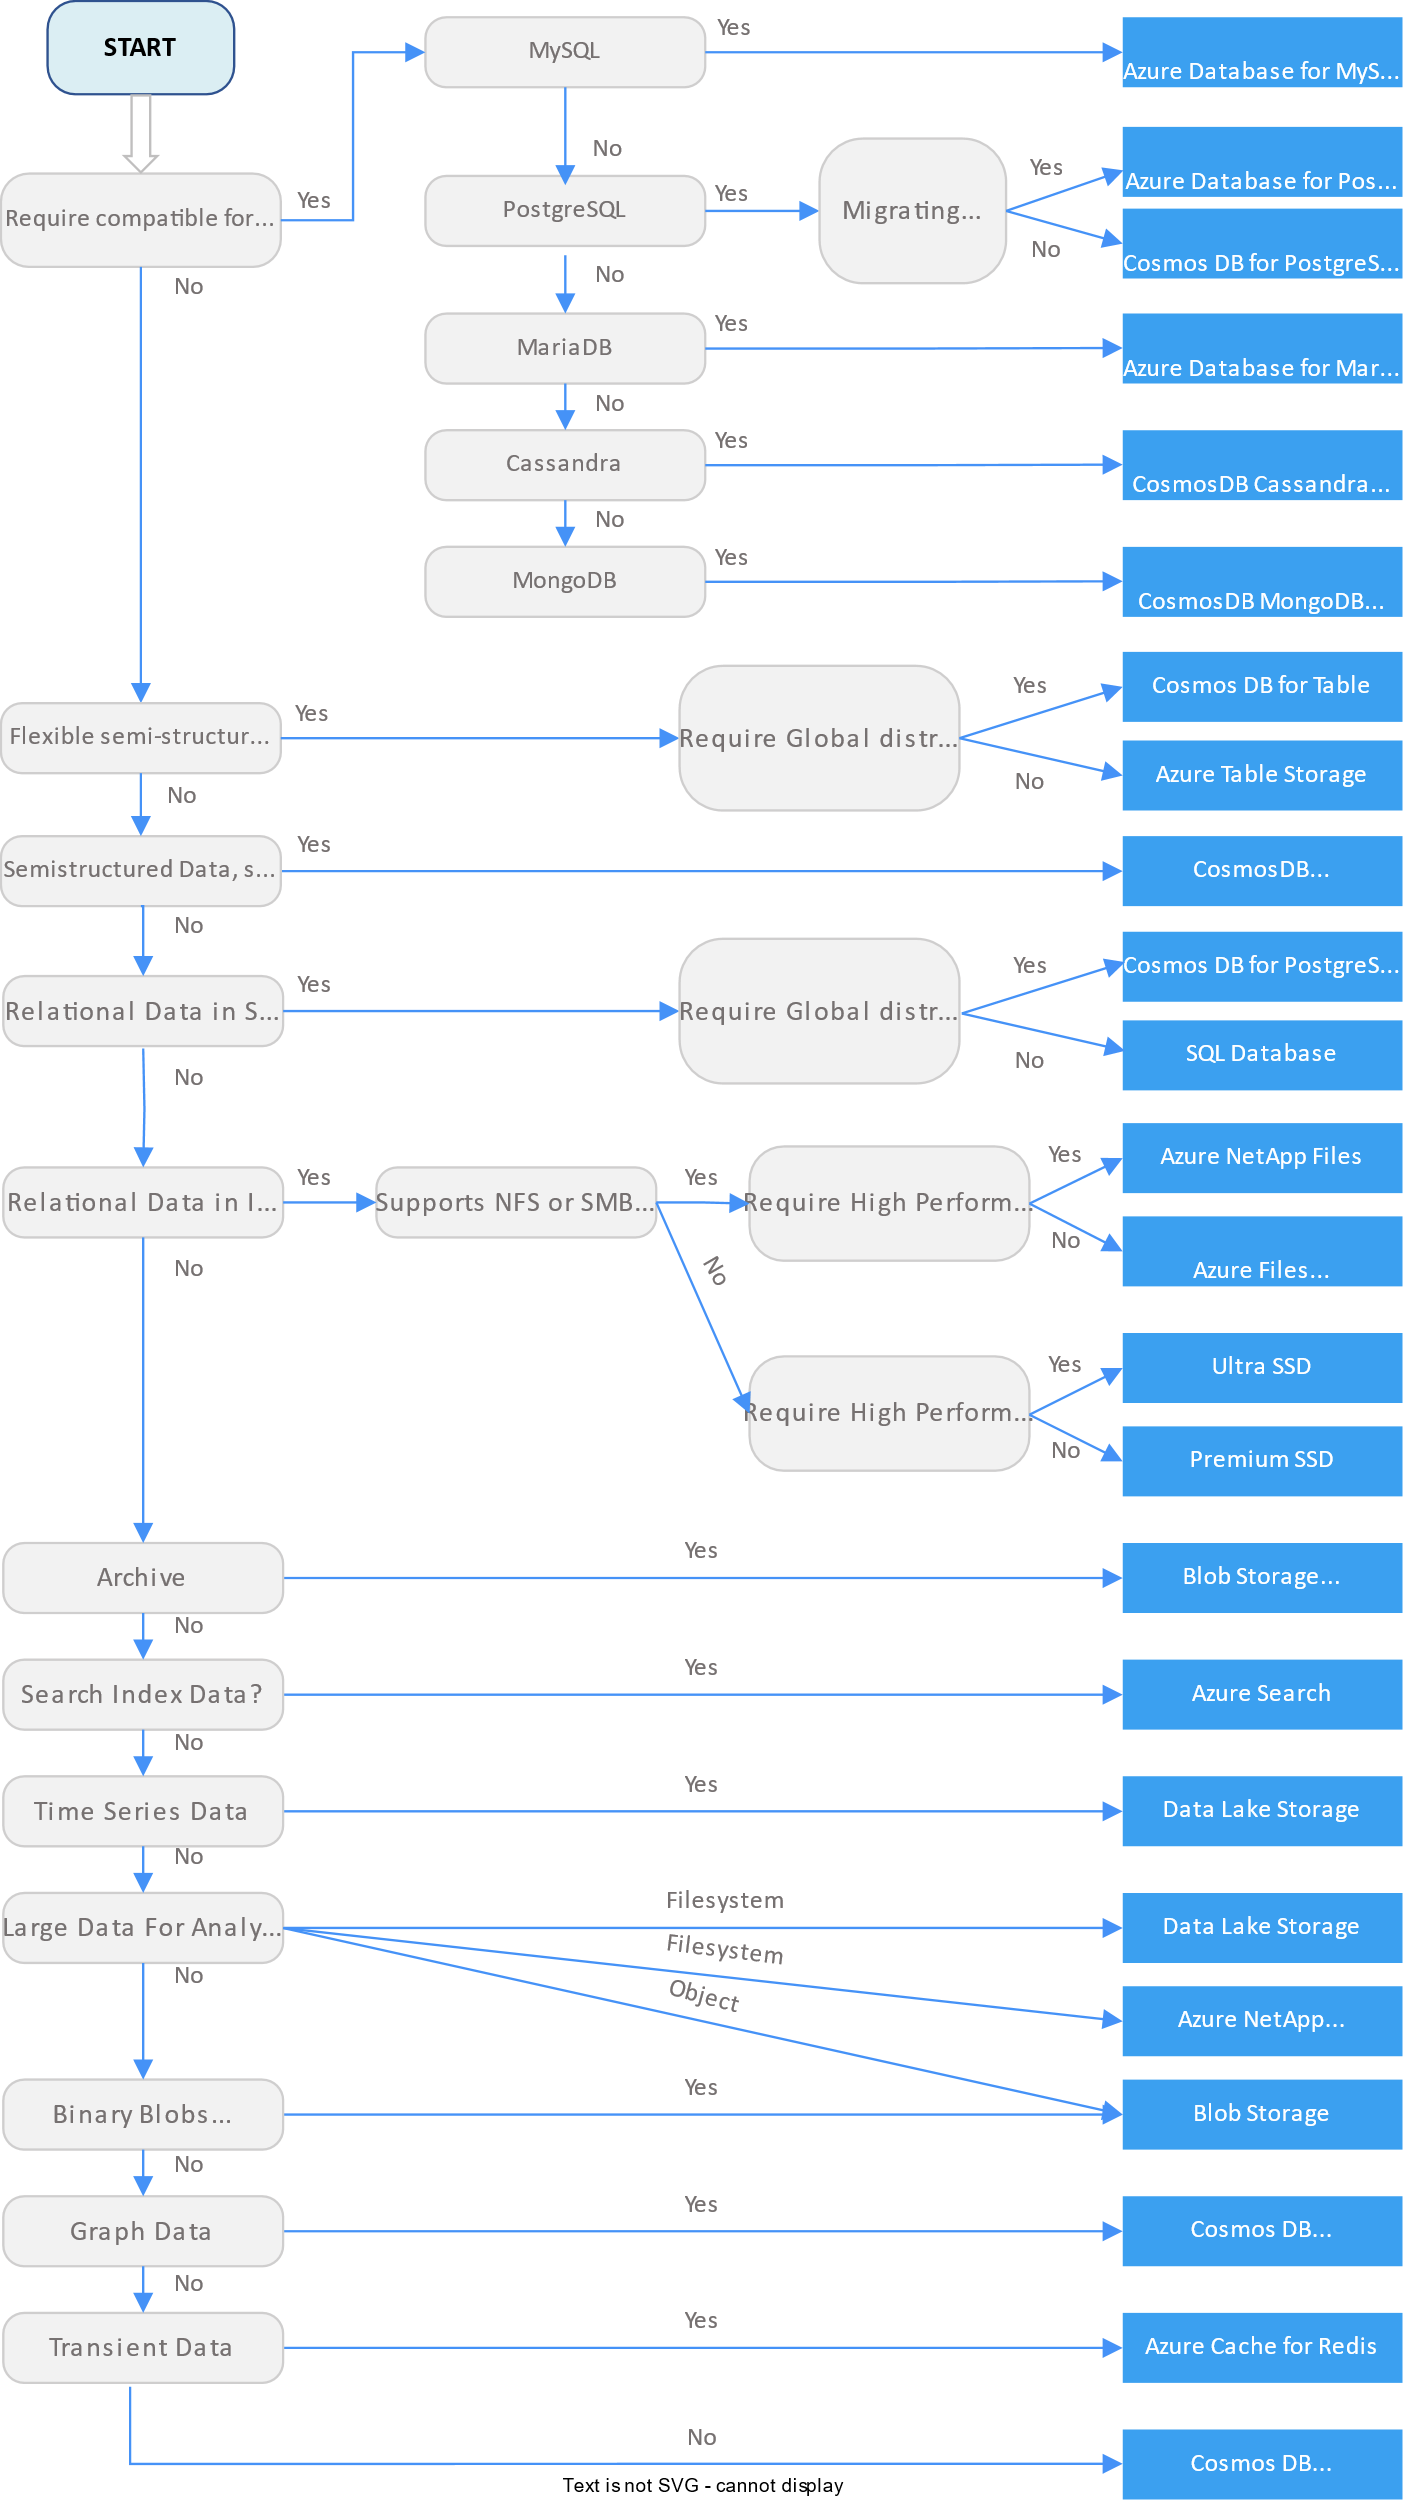 START
MySQL
Yes
Azure Database for MyS...
No
Require compatible for...
Yes
No
PostgreSQL
Yes
Migrating...
Yes
Azure Database for Pos...
No
Cosmos DB for PostgreS...
No
MariaDB
Yes
Azure Database for Mar...
No
Cassandra
Yes
CosmosDB Cassandra...
No
MongoDB
Yes
CosmosDB MongoDB...
Flexible semi-structur...
Yes
Require Global distr...
Yes
Cosmos DB for Table
No
Azure Table Storage
No
Semistructured Data, s...
Yes
CosmosDB...
No
Relational Data in S...
Yes
Require Global distr...
Yes
Cosmos DB for PostgreS...
No
SQL Database
No
Relational Data in I...
Yes
Supports NFS or SMB...
Yes
Require High Perform...
Yes
Azure NetApp Files
No
Azure Files...
No
No
Require High Perform...
Yes
Ultra SSD
No
Premium SSD
Archive
Yes
Blob Storage...
No
Search Index Data?
Yes
Azure Search
No
Time Series Data
Yes
Data Lake Storage
No
Large Data For Analy...
Filesystem
Data Lake Storage
Filesystem
Azure NetApp...
Object
No
Binary Blobs...
Yes
Blob Storage
No
Graph Data
Yes
Cosmos DB...
No
Transient Data
Yes
Azure Cache for Redis
No
Cosmos DB...
Text is not SVG - cannot display